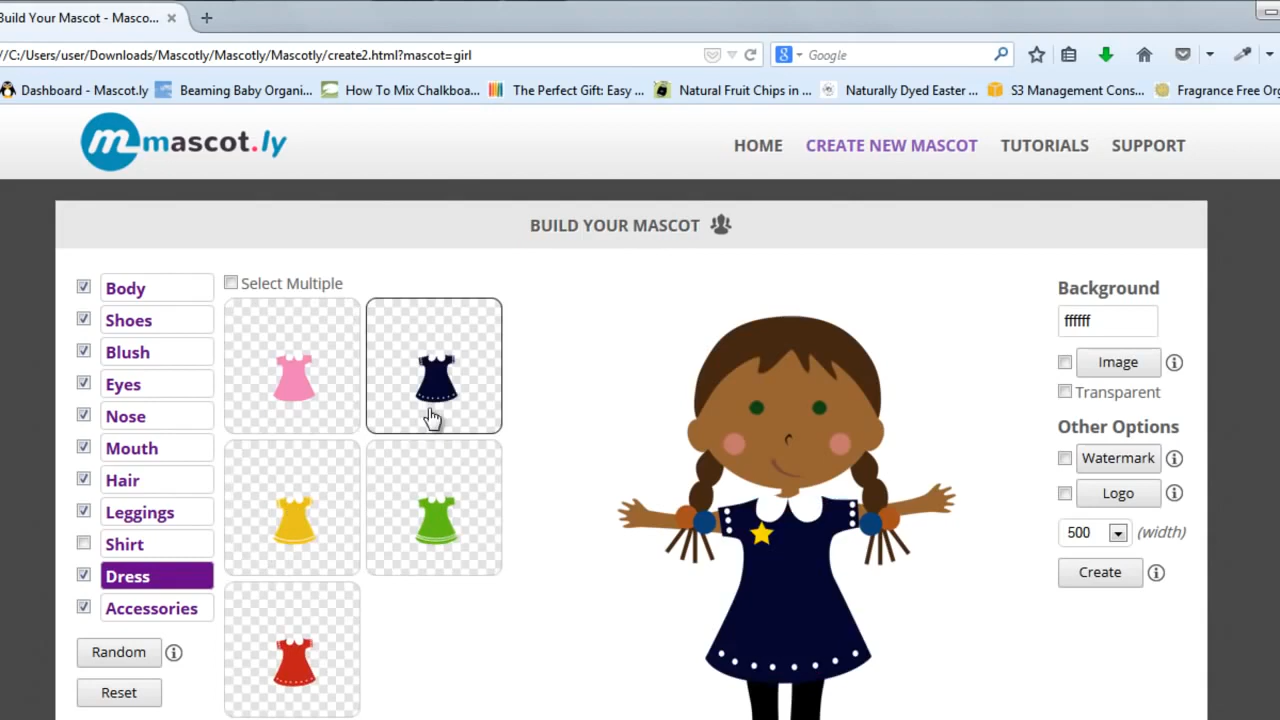 Build Your Mascot - Masco...
//C:/Users/user/Downloads/Mascotly/Mascotly/Mascotly/create2.html?mascot=girl
Google
Dashboard - Mascot.ly
Beaming Baby Organi...
How To Mix Chalkboa...
The Perfect Gift: Easy ...
Natural Fruit Chips in ...
Naturally Dyed Easter ...
S3 Management Cons...
Fragrance Free Org
mascot.ly
HOME
CREATE NEW MASCOT
TUTORIALS
SUPPORT
BUILD YOUR MASCOT
Body
Shoes
Blush
Eyes
Nose
Mouth
Hair
Leggings
Shirt
Dress
Accessories
Random
Reset
Select Multiple
Background
ffffff
Image
Transparent
Other Options
Watermark
Logo
500 (width)
Create